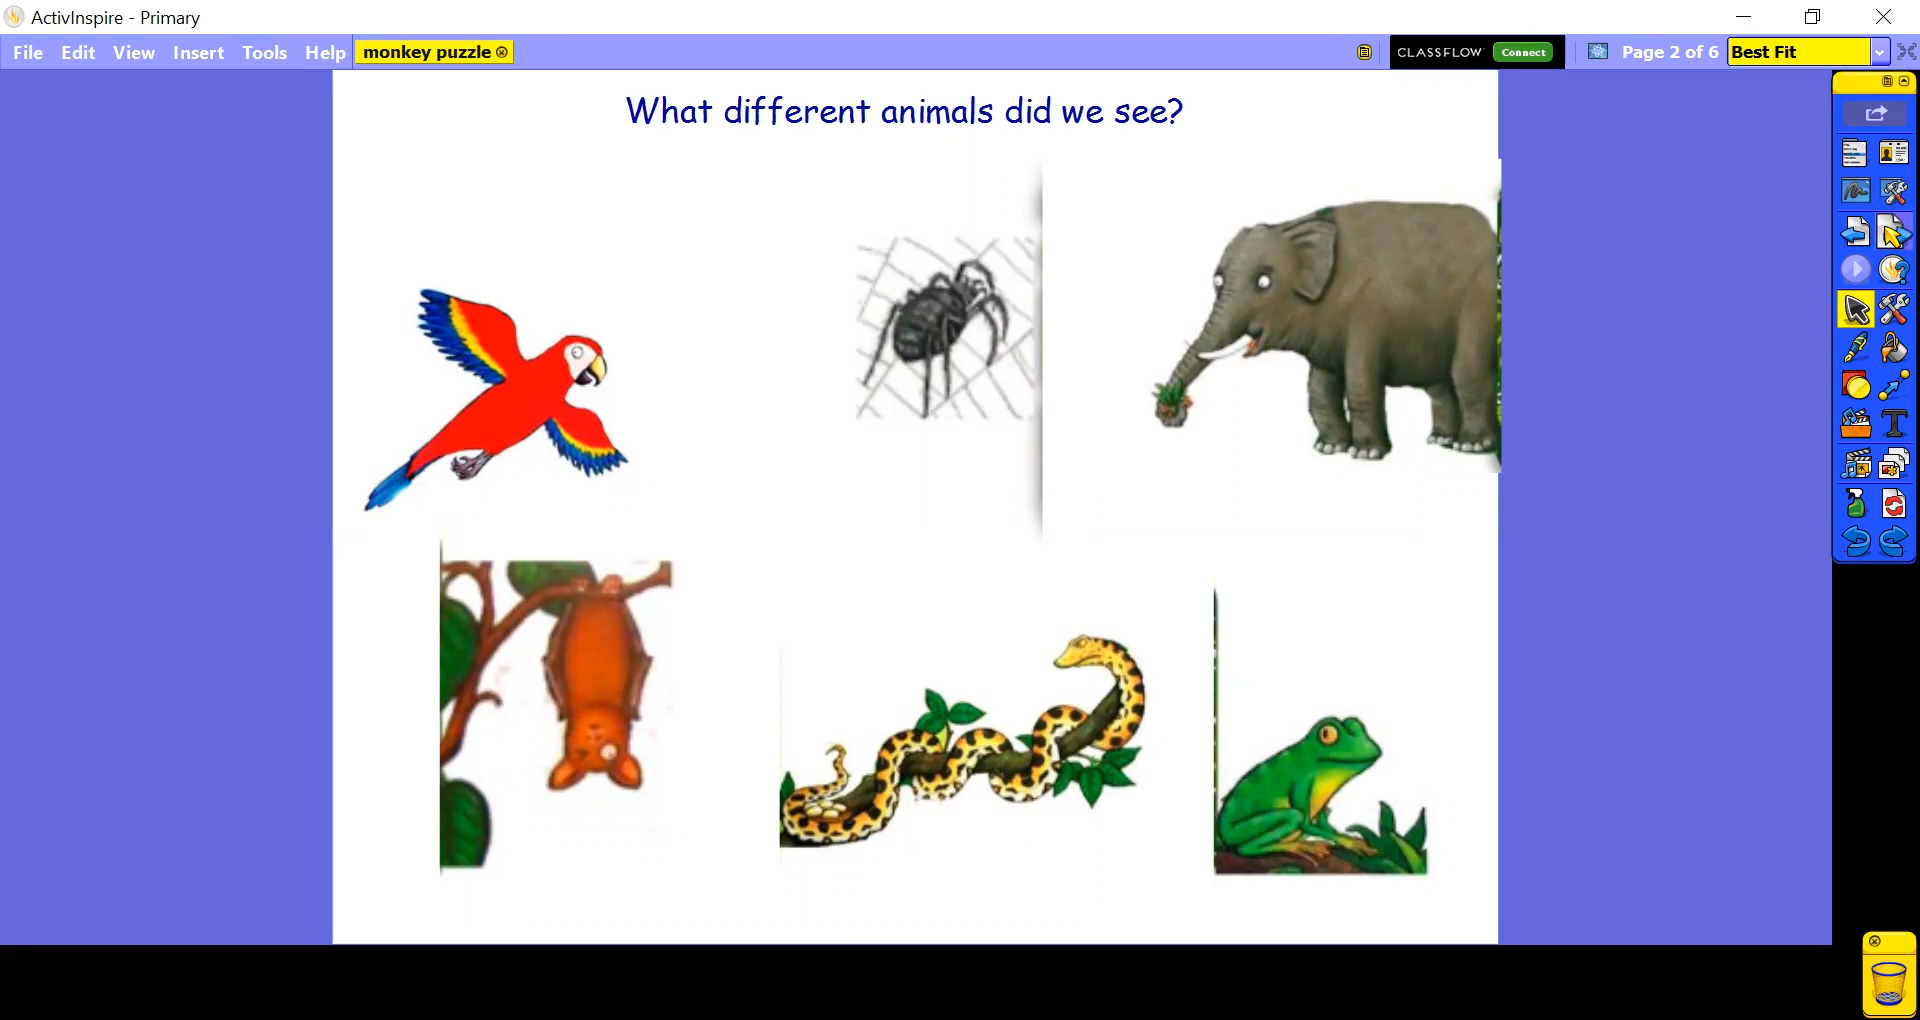 ActivInspire - Primary
File Edit View Insert Tools Help monkey puzzle CLASSFLOW Connect Page 2 of 6 Best Fit
What different animals did we see?